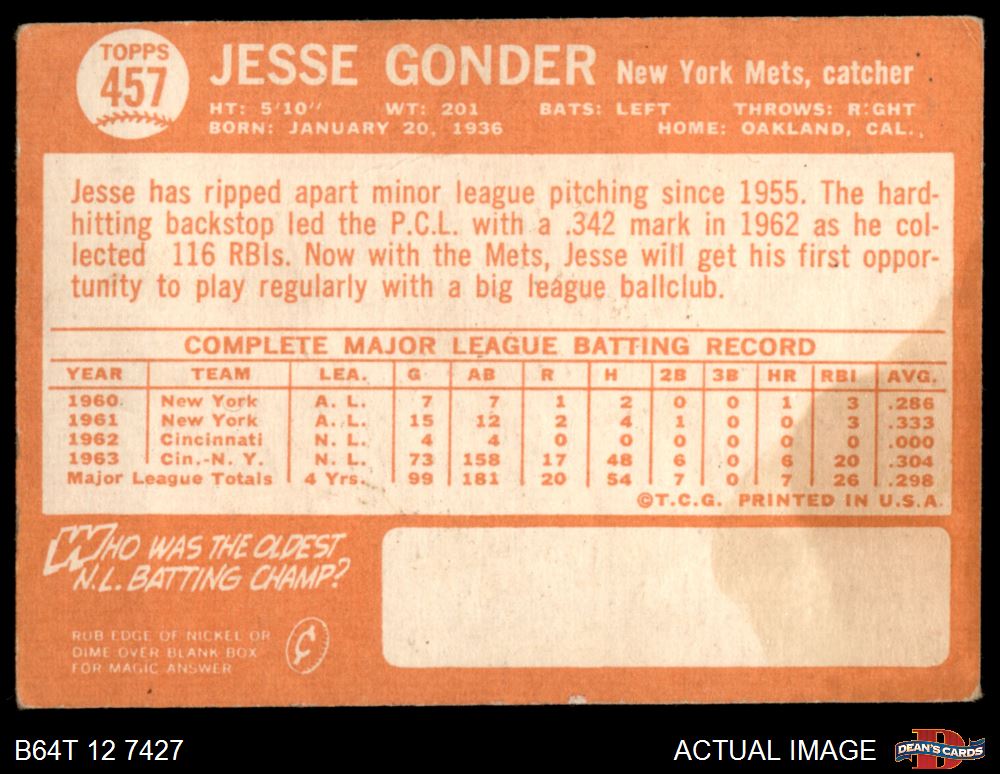 TOPPS
457
JESSE GONDER New York Mets, catcher
HT: 5'10" WT: 201 BATS: LEFT THROWS: RIGHT
BORN: JANUARY 20, 1936 HOME: OAKLAND, CAL.
Jesse has ripped apart minor league pitching since 1955. The hard-
hitting backstop led the P.C.L. with a .342 mark in 1962 as he col-
lected 116 RBIs. Now with the Mets, Jesse will get his first oppor-
tunity to play regularly with a big league ballclub.
COMPLETE MAJOR LEAGUE BATTING RECORD
YEAR TEAM LEA. G AB R H 2B 3B HR RBI AVG.
1960 New York A. L. 7 7 1 2 0 0 1 3 .286
1961 New York A. L. 15 12 2 4 1 0 0 3 .333
1962 Cincinnati N. L. 4 4 0 0 0 0 0 0 .000
1963 Cin.-N. Y. N. L. 73 158 17 48 6 0 6 20 .304
Major League Totals 4 Yrs. 99 181 20 54 7 0 7 26 .298
©T.C.G. PRINTED IN U.S.A.
WHO WAS THE OLDEST
N.L. BATTING CHAMP?
RUB EDGE OF NICKEL OR
DIME OVER BLANK BOX
FOR MAGIC ANSWER
¢
B64T 12 7427
ACTUAL IMAGE
D
DEAN'S CARDS